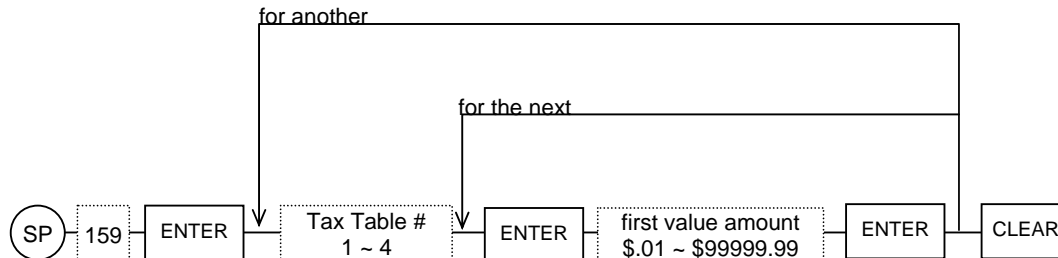 for another
for the next
SP
159
ENTER
Tax Table #
1 ~ 4
ENTER
first value amount
$.01 ~ $99999.99
ENTER
CLEAR